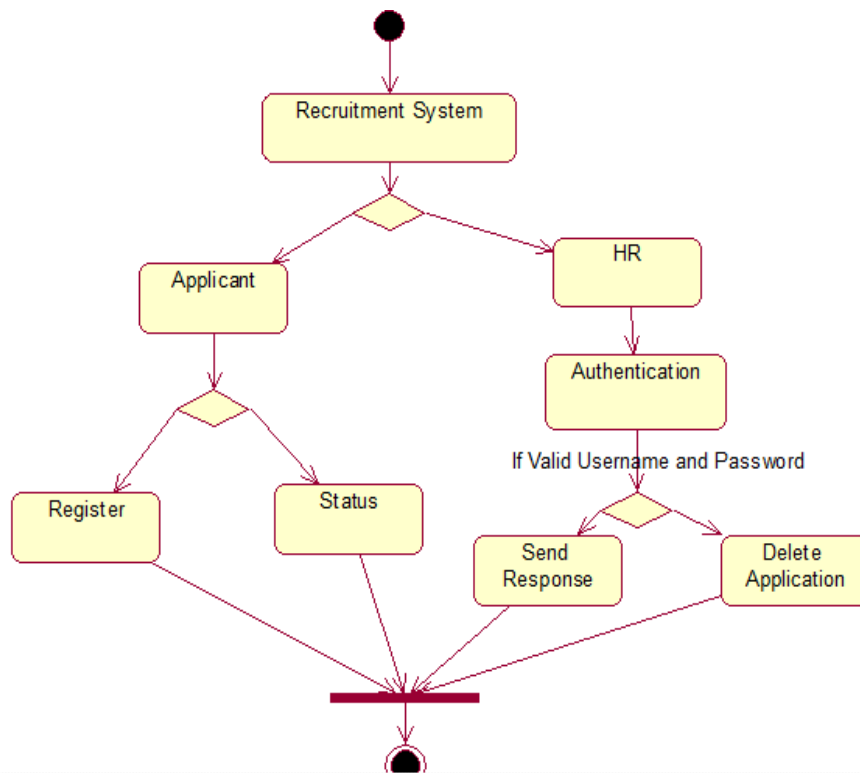 Recruitment System
HR
Applicant
Authentication
If Valid Username and Password
Register
Status
Send
Response
Delete
Application